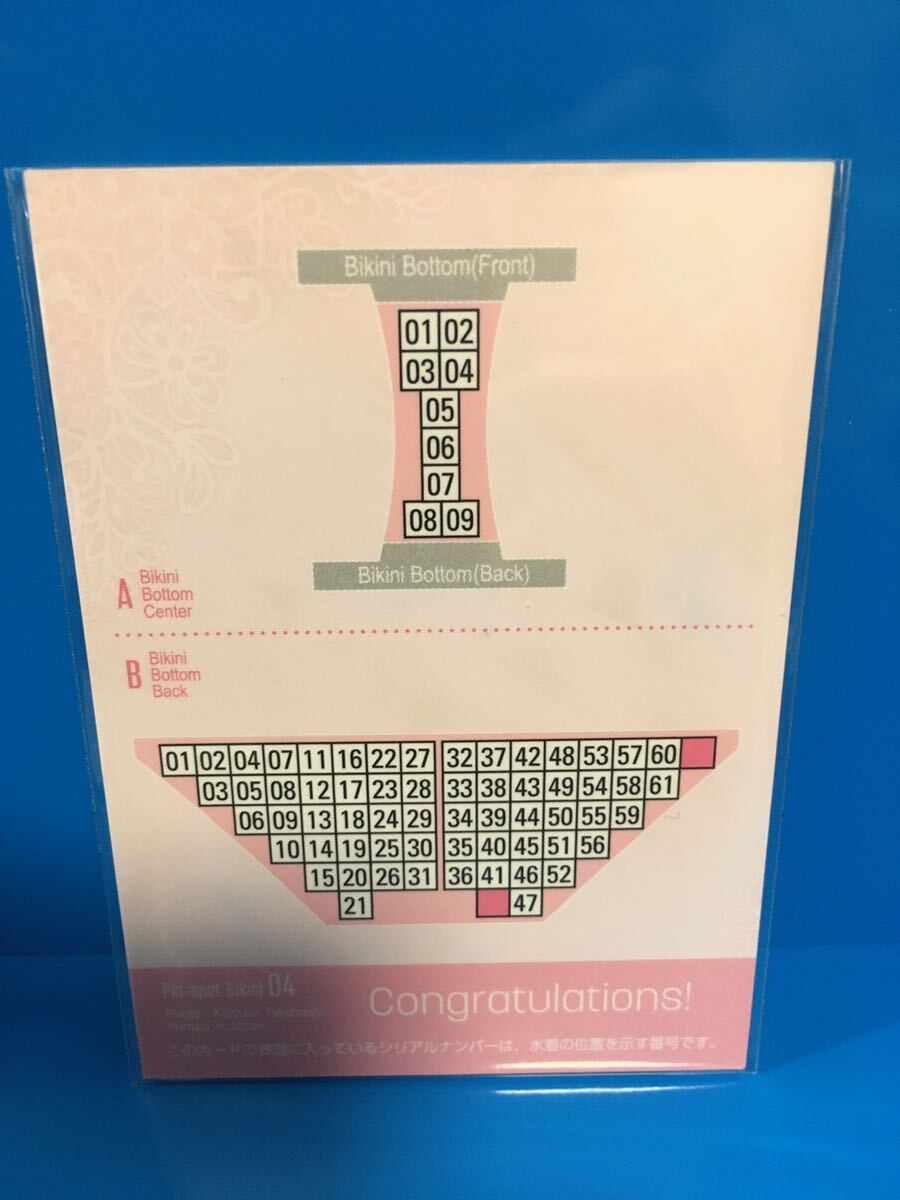 Bikini Bottom(Front)
01 02
03 04
05
06
07
08 09
Bikini Bottom(Back)
A Bikini
Bottom
Center
B Bikini
Bottom
Back
01 02 04 07 11 16 22 27 32 37 42 48 53 57 60
03 05 08 12 17 23 28 33 38 43 49 54 58 61
06 09 13 18 24 29 34 39 44 50 55 59
10 14 19 25 30 35 40 45 51 56
15 20 26 31 36 41 46 52
21 47
Pin-spot Bikini 04
Congratulations!
Photo : Keisuke Takahashi
Printed in Japan
このカードの表面に入っているシリアルナンバーは、水着の位置を示す番号です。